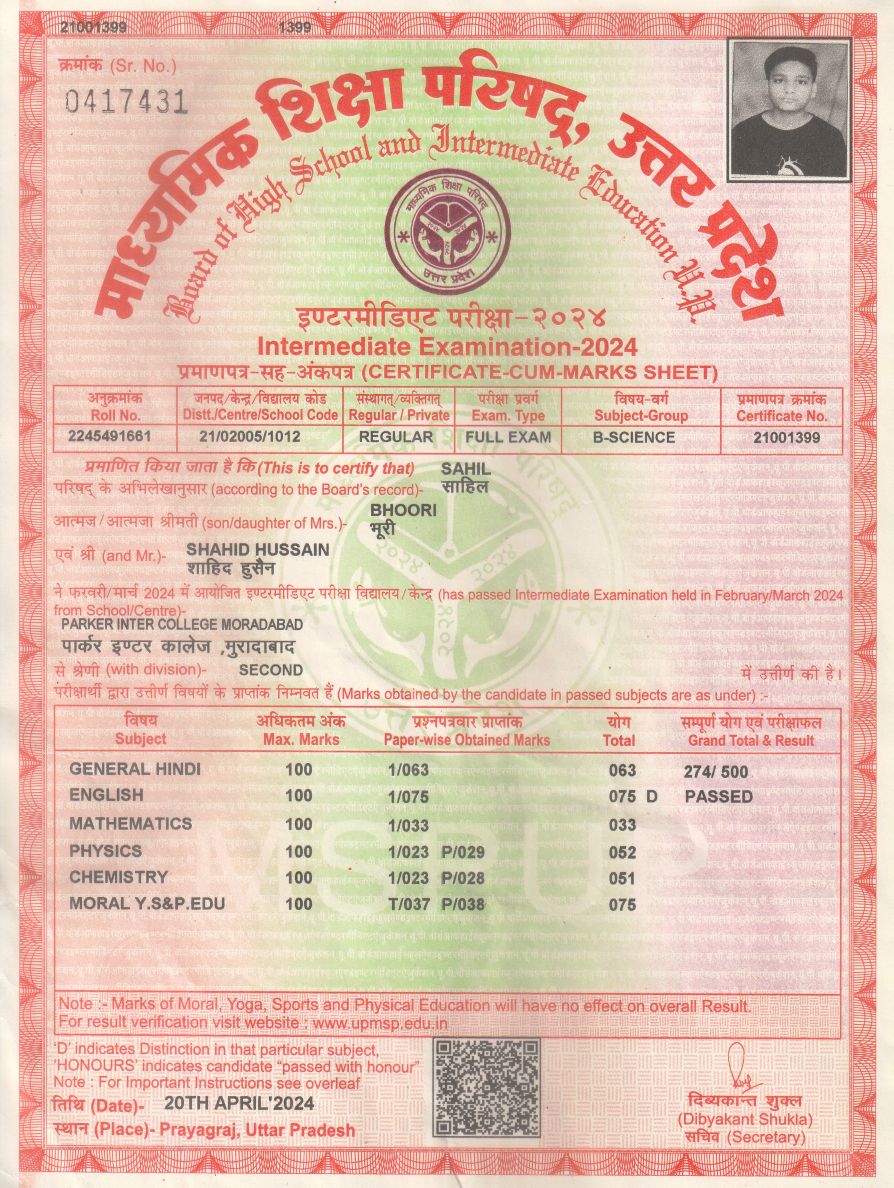 21001399 1399
क्रमांक (Sr. No.)
0417431
माध्यमिक शिक्षा परिषद्, उत्तर प्रदेश
Board of High School and Intermediate Education U.P.
माध्यमिक शिक्षा परिषद्
उत्तर प्रदेश
इण्टरमीडिएट परीक्षा-२०२४
Intermediate Examination-2024
प्रमाणपत्र-सह-अंकपत्र (CERTIFICATE-CUM-MARKS SHEET)
अनुक्रमांक जनपद/केन्द्र/विद्यालय कोड संस्थागत्/व्यक्तिगत् परीक्षा प्रवर्ग विषय-वर्ग प्रमाणपत्र क्रमांक
Roll No. Distt./Centre/School Code Regular / Private Exam. Type Subject-Group Certificate No.
2245491661 21/02005/1012 REGULAR FULL EXAM B-SCIENCE 21001399
प्रमाणित किया जाता है कि (This is to certify that) SAHIL
परिषद् के अभिलेखानुसार (according to the Board's record)- साहिल
BHOORI
आत्मज/आत्मजा श्रीमती (son/daughter of Mrs.)- भूरी
एवं श्री (and Mr.)- SHAHID HUSSAIN
शाहिद हुसैन
ने फरवरी/मार्च 2024 में आयोजित इण्टरमीडिएट परीक्षा विद्यालय/केन्द्र (has passed Intermediate Examination held in February/March 2024
from School/Centre)-
PARKER INTER COLLEGE MORADABAD
पार्कर इण्टर कालेज ,मुरादाबाद
से श्रेणी (with division)- SECOND में उत्तीर्ण की है।
परीक्षार्थी द्वारा उत्तीर्ण विषयों के प्राप्तांक निम्नवत हैं (Marks obtained by the candidate in passed subjects are as under) :-
विषय अधिकतम अंक प्रश्नपत्रवार प्राप्तांक योग सम्पूर्ण योग एवं परीक्षाफल
Subject Max. Marks Paper-wise Obtained Marks Total Grand Total & Result
GENERAL HINDI 100 1/063 063 274/ 500
ENGLISH 100 1/075 075 D PASSED
MATHEMATICS 100 1/033 033
PHYSICS 100 1/023 P/029 052
CHEMISTRY 100 1/023 P/028 051
MORAL Y.S&P.EDU 100 T/037 P/038 075
MSPUP
Note :- Marks of Moral, Yoga, Sports and Physical Education will have no effect on overall Result.
For result verification visit website : www.upmsp.edu.in
'D' indicates Distinction in that particular subject,
'HONOURS' indicates candidate "passed with honour"
Note : For Important Instructions see overleaf
तिथि (Date)- 20TH APRIL'2024
स्थान (Place)- Prayagraj, Uttar Pradesh
दिव्यकान्त शुक्ल
(Dibyakant Shukla)
सचिव (Secretary)